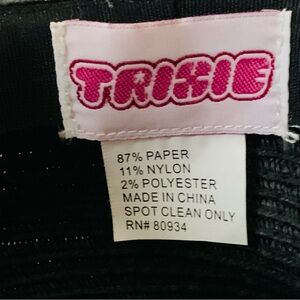 TRIXIE
87% PAPER
11% NYLON
2% POLYESTER
MADE IN CHINA
SPOT CLEAN ONLY
RN# 80934